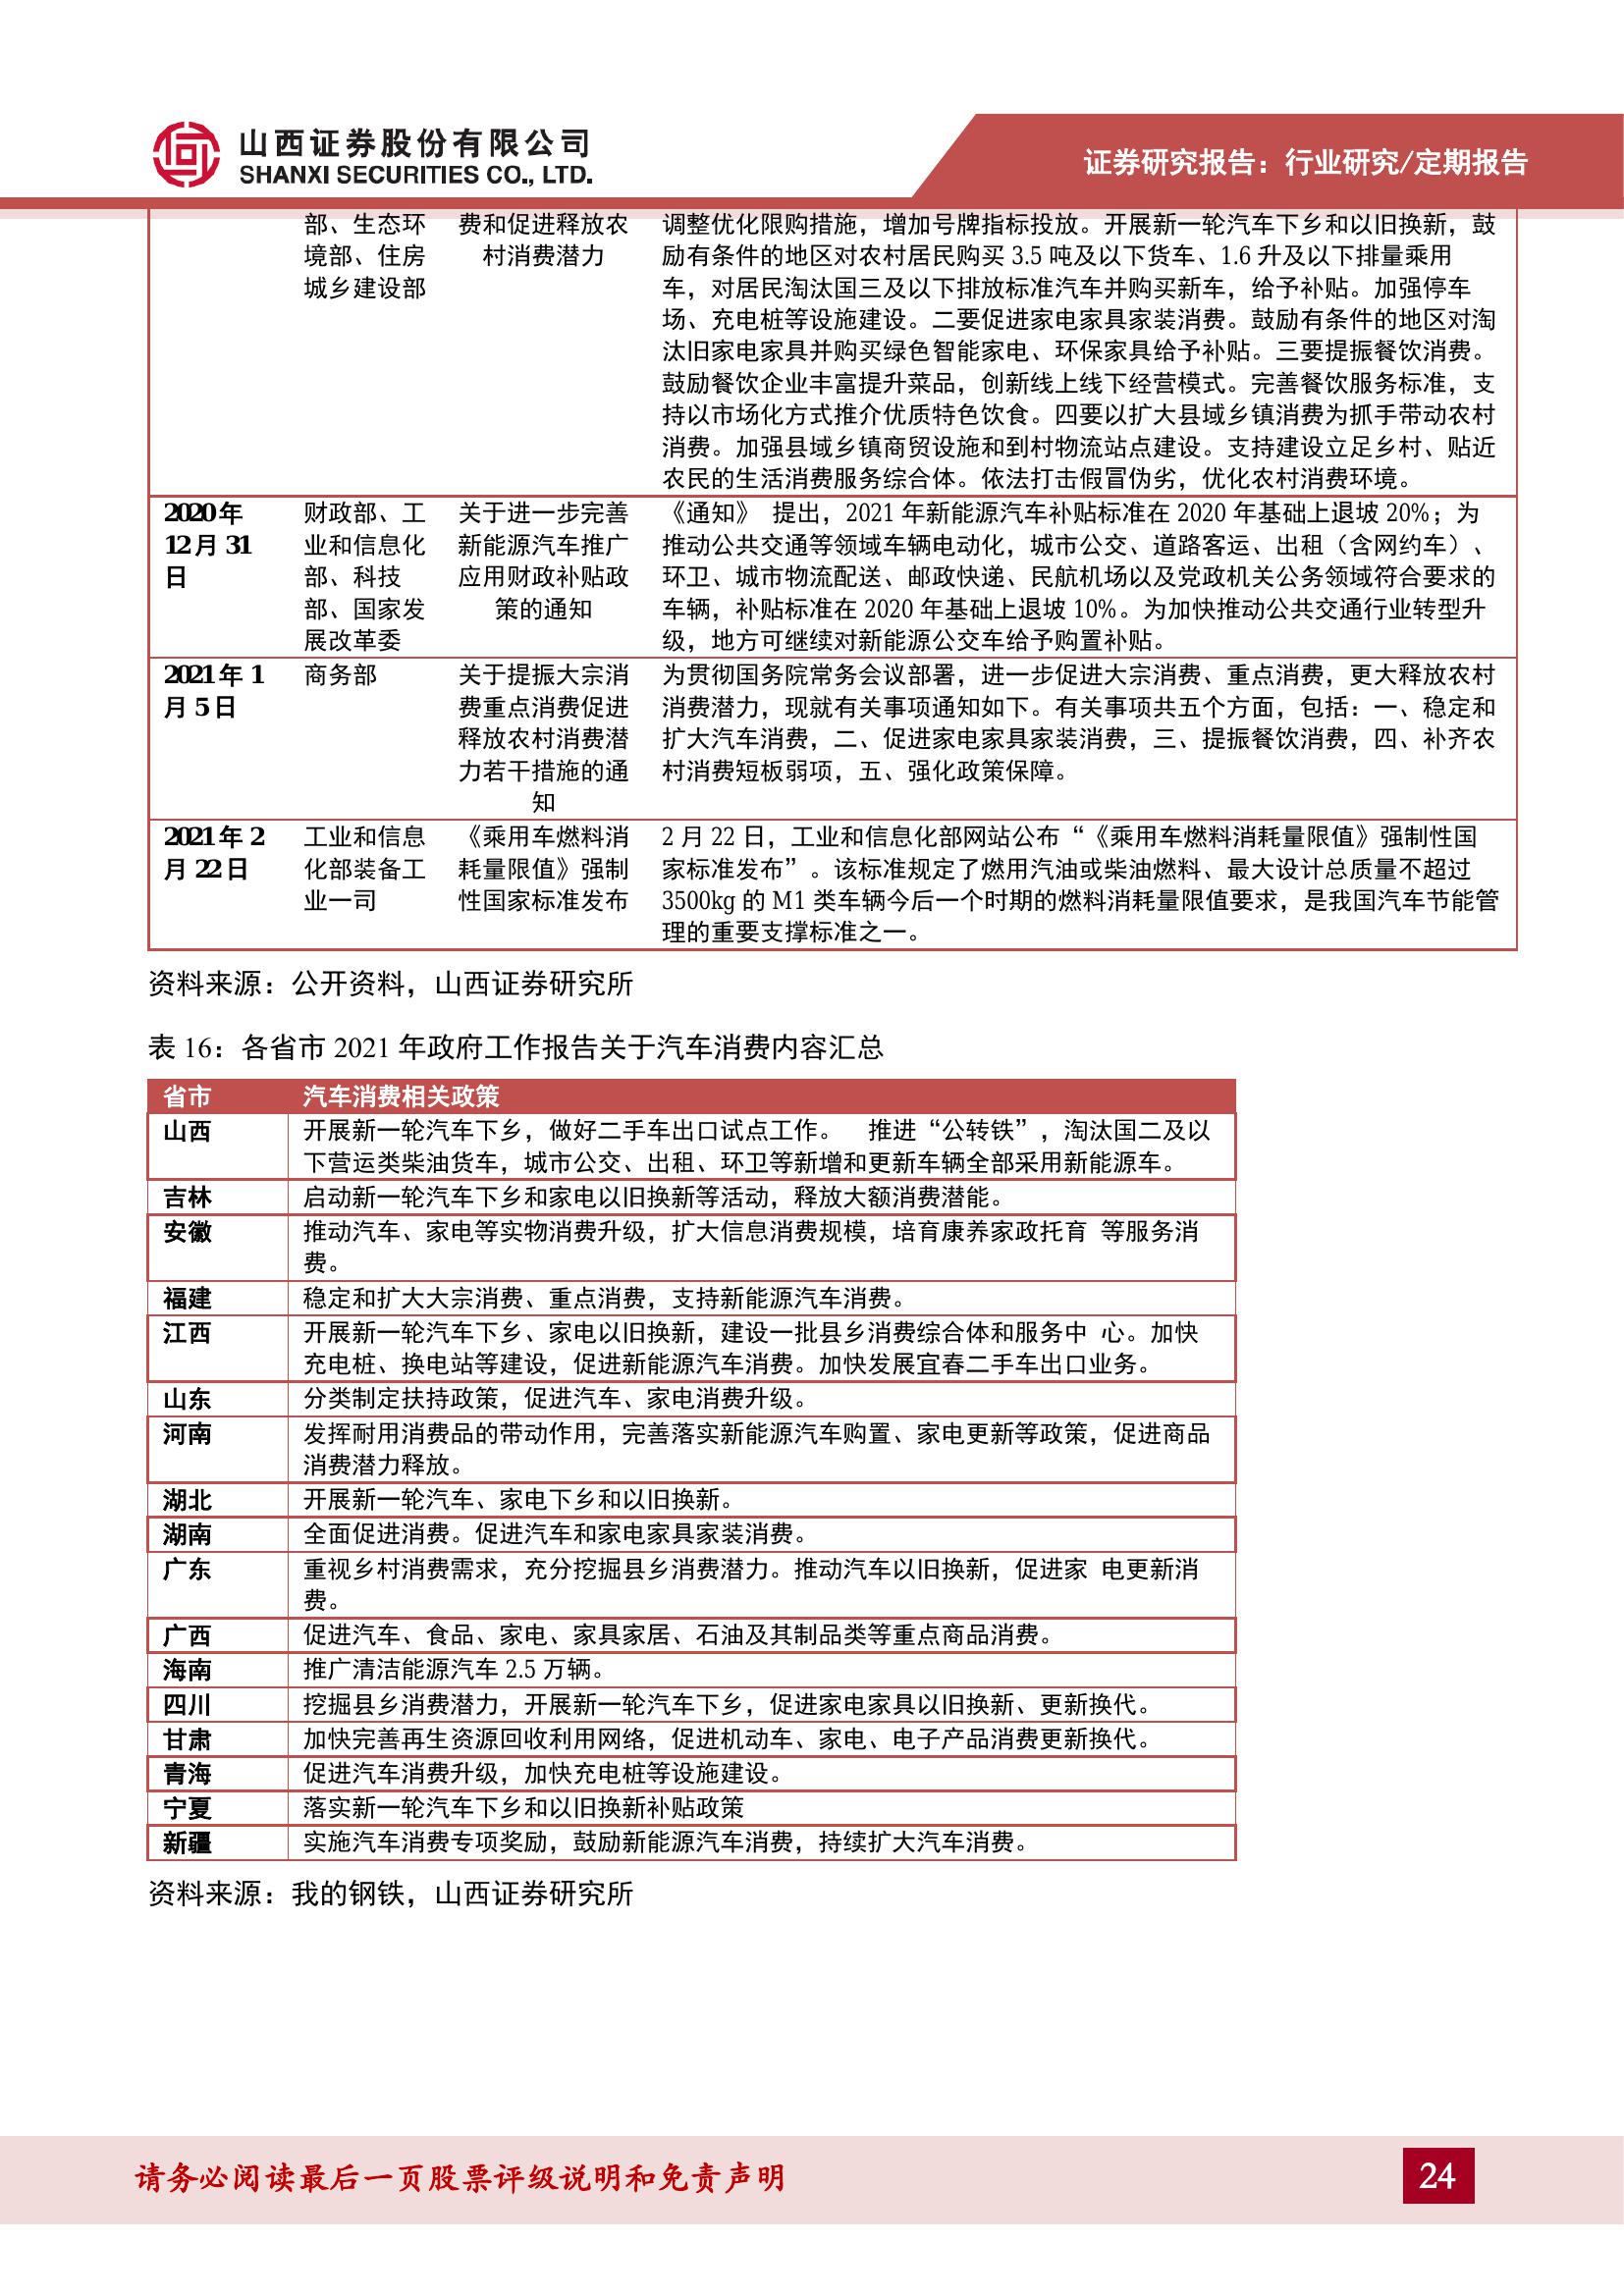 山西证券股份有限公司
SHANXI SECURITIES CO., LTD.
证券研究报告：行业研究/定期报告
部、生态环
境部、住房
城乡建设部
费和促进释放农
村消费潜力
调整优化限购措施，增加号牌指标投放。开展新一轮汽车下乡和以旧换新，鼓
励有条件的地区对农村居民购买 3.5 吨及以下货车、1.6 升及以下排量乘用
车，对居民淘汰国三及以下排放标准汽车并购买新车，给予补贴。加强停车
场、充电桩等设施建设。二要促进家电家具家装消费。鼓励有条件的地区对淘
汰旧家电家具并购买绿色智能家电、环保家具给予补贴。三要提振餐饮消费。
鼓励餐饮企业丰富提升菜品，创新线上线下经营模式。完善餐饮服务标准，支
持以市场化方式推介优质特色饮食。四要以扩大县域乡镇消费为抓手带动农村
消费。加强县域乡镇商贸设施和到村物流站点建设。支持建设立足乡村、贴近
农民的生活消费服务综合体。依法打击假冒伪劣，优化农村消费环境。
2020 年
12 月 31
日
财政部、工
业和信息化
部、科技
部、国家发
展改革委
关于进一步完善
新能源汽车推广
应用财政补贴政
策的通知
《通知》 提出，2021 年新能源汽车补贴标准在 2020 年基础上退坡 20%；为
推动公共交通等领域车辆电动化，城市公交、道路客运、出租（含网约车）、
环卫、城市物流配送、邮政快递、民航机场以及党政机关公务领域符合要求的
车辆，补贴标准在 2020 年基础上退坡 10%。为加快推动公共交通行业转型升
级，地方可继续对新能源公交车给予购置补贴。
2021 年 1
月 5 日
商务部
关于提振大宗消
费重点消费促进
释放农村消费潜
力若干措施的通
知
为贯彻国务院常务会议部署，进一步促进大宗消费、重点消费，更大释放农村
消费潜力，现就有关事项通知如下。有关事项共五个方面，包括：一、稳定和
扩大汽车消费，二、促进家电家具家装消费，三、提振餐饮消费，四、补齐农
村消费短板弱项，五、强化政策保障。
2021 年 2
月 22 日
工业和信息
化部装备工
业一司
《乘用车燃料消
耗量限值》强制
性国家标准发布
2 月 22 日，工业和信息化部网站公布“《乘用车燃料消耗量限值》强制性国
家标准发布”。该标准规定了燃用汽油或柴油燃料、最大设计总质量不超过
3500kg 的 M1 类车辆今后一个时期的燃料消耗量限值要求，是我国汽车节能管
理的重要支撑标准之一。
资料来源：公开资料，山西证券研究所
表 16：各省市 2021 年政府工作报告关于汽车消费内容汇总
省市 汽车消费相关政策
山西 开展新一轮汽车下乡，做好二手车出口试点工作。 推进“公转铁”，淘汰国二及以
下营运类柴油货车，城市公交、出租、环卫等新增和更新车辆全部采用新能源车。
吉林 启动新一轮汽车下乡和家电以旧换新等活动，释放大额消费潜能。
安徽 推动汽车、家电等实物消费升级，扩大信息消费规模，培育康养家政托育 等服务消
费。
福建 稳定和扩大大宗消费、重点消费，支持新能源汽车消费。
江西 开展新一轮汽车下乡、家电以旧换新，建设一批县乡消费综合体和服务中 心。加快
充电桩、换电站等建设，促进新能源汽车消费。加快发展宜春二手车出口业务。
山东 分类制定扶持政策，促进汽车、家电消费升级。
河南 发挥耐用消费品的带动作用，完善落实新能源汽车购置、家电更新等政策，促进商品
消费潜力释放。
湖北 开展新一轮汽车、家电下乡和以旧换新。
湖南 全面促进消费。促进汽车和家电家具家装消费。
广东 重视乡村消费需求，充分挖掘县乡消费潜力。推动汽车以旧换新，促进家 电更新消
费。
广西 促进汽车、食品、家电、家具家居、石油及其制品类等重点商品消费。
海南 推广清洁能源汽车 2.5 万辆。
四川 挖掘县乡消费潜力，开展新一轮汽车下乡，促进家电家具以旧换新、更新换代。
甘肃 加快完善再生资源回收利用网络，促进机动车、家电、电子产品消费更新换代。
青海 促进汽车消费升级，加快充电桩等设施建设。
宁夏 落实新一轮汽车下乡和以旧换新补贴政策
新疆 实施汽车消费专项奖励，鼓励新能源汽车消费，持续扩大汽车消费。
资料来源：我的钢铁，山西证券研究所
请务必阅读最后一页股票评级说明和免责声明
24